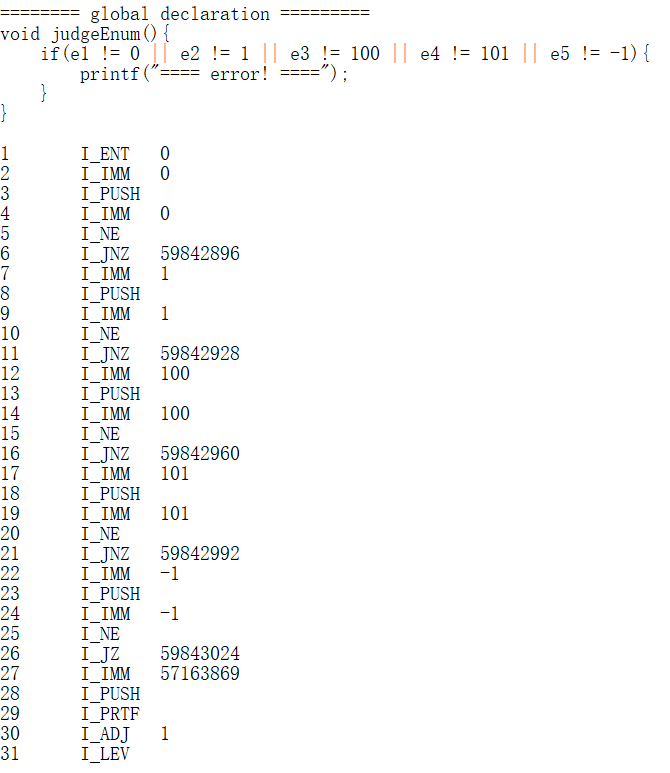 ======== global declaration =========
void judgeEnum(){
    if(e1 != 0 || e2 != 1 || e3 != 100 || e4 != 101 || e5 != -1){
        printf("==== error! ====");
    }
}

1       I_ENT   0
2       I_IMM   0
3       I_PUSH
4       I_IMM   0
5       I_NE
6       I_JNZ   59842896
7       I_IMM   1
8       I_PUSH
9       I_IMM   1
10      I_NE
11      I_JNZ   59842928
12      I_IMM   100
13      I_PUSH
14      I_IMM   100
15      I_NE
16      I_JNZ   59842960
17      I_IMM   101
18      I_PUSH
19      I_IMM   101
20      I_NE
21      I_JNZ   59842992
22      I_IMM   -1
23      I_PUSH
24      I_IMM   -1
25      I_NE
26      I_JZ    59843024
27      I_IMM   57163869
28      I_PUSH
29      I_PRTF
30      I_ADJ   1
31      I_LEV